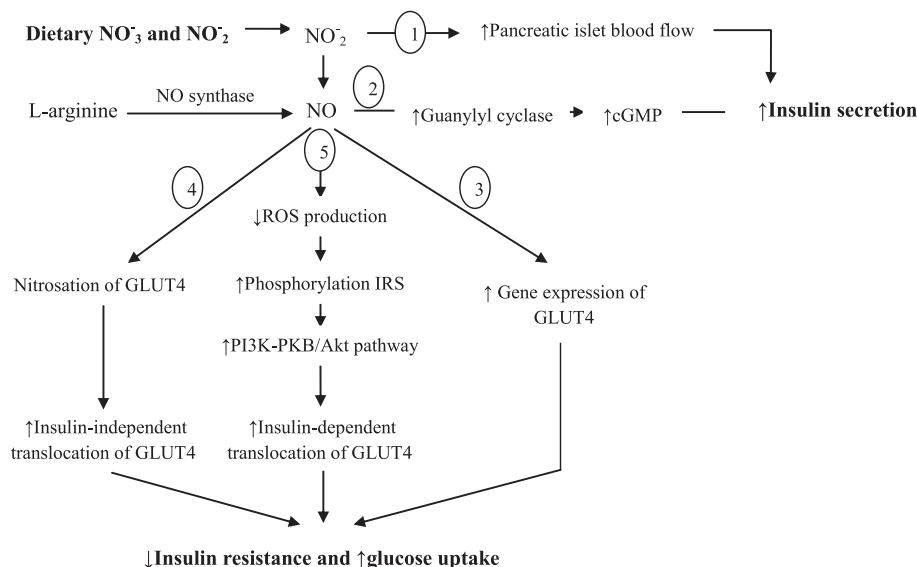 Dietary NO⁻₃ and NO⁻₂
NO⁻₂
1
↑Pancreatic islet blood flow
L-arginine
NO synthase
NO
2
↑Guanylyl cyclase
↑cGMP
↑Insulin secretion
4
5
3
↓ROS production
Nitrosation of GLUT4
↑Phosphorylation IRS
↑ Gene expression of
GLUT4
↑PI3K-PKB/Akt pathway
↑Insulin-independent
translocation of GLUT4
↑Insulin-dependent
translocation of GLUT4
↓Insulin resistance and ↑glucose uptake